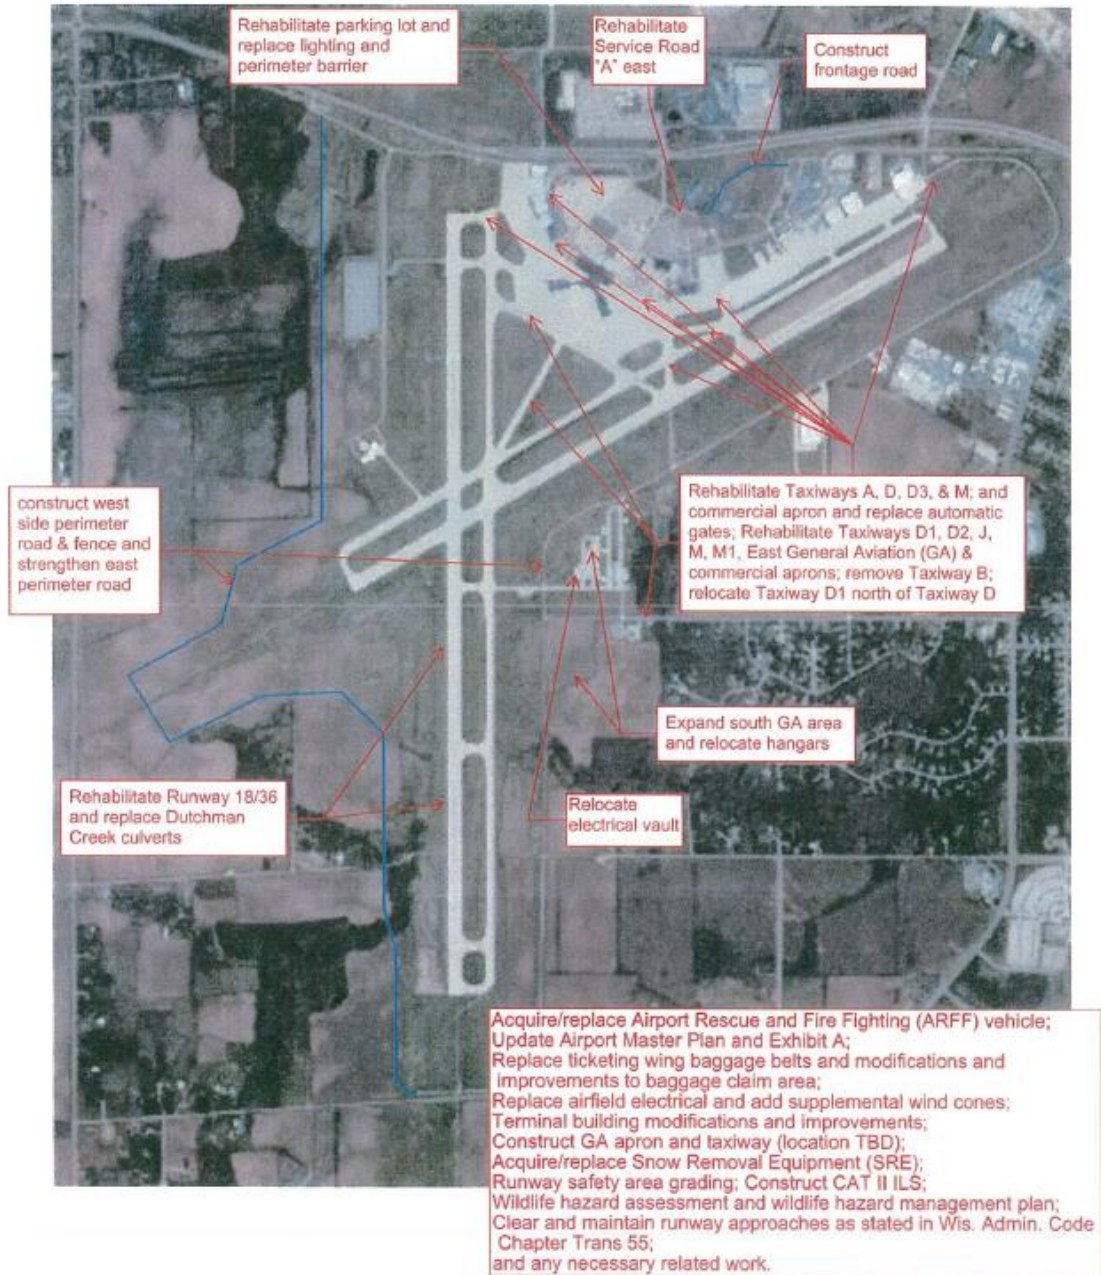 Rehabilitate parking lot and
replace lighting and
perimeter barrier
Rehabilitate
Service Road
"A" east
Construct
frontage road
construct west
side perimeter
road & fence and
strengthen east
perimeter road
Rehabilitate Taxiways A, D, D3, & M; and
commercial apron and replace automatic
gates; Rehabilitate Taxiways D1, D2, J,
M, M1, East General Aviation (GA) &
commercial aprons; remove Taxiway B;
relocate Taxiway D1 north of Taxiway D
Expand south GA area
and relocate hangars
Rehabilitate Runway 18/36
and replace Dutchman
Creek culverts
Relocate
electrical vault
Acquire/replace Airport Rescue and Fire Fighting (ARFF) vehicle;
Update Airport Master Plan and Exhibit A;
Replace ticketing wing baggage belts and modifications and
improvements to baggage claim area;
Replace airfield electrical and add supplemental wind cones;
Terminal building modifications and improvements;
Construct GA apron and taxiway (location TBD);
Acquire/replace Snow Removal Equipment (SRE);
Runway safety area grading; Construct CAT II ILS;
Wildlife hazard assessment and wildlife hazard management plan;
Clear and maintain runway approaches as stated in Wis. Admin. Code
Chapter Trans 55;
and any necessary related work.